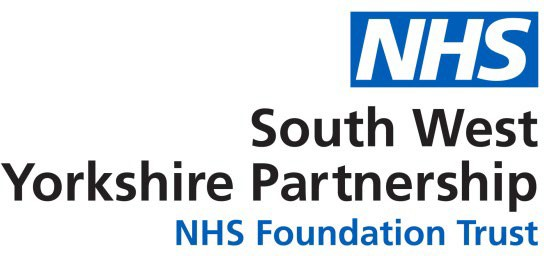 NHS
South West
Yorkshire Partnership
NHS Foundation Trust